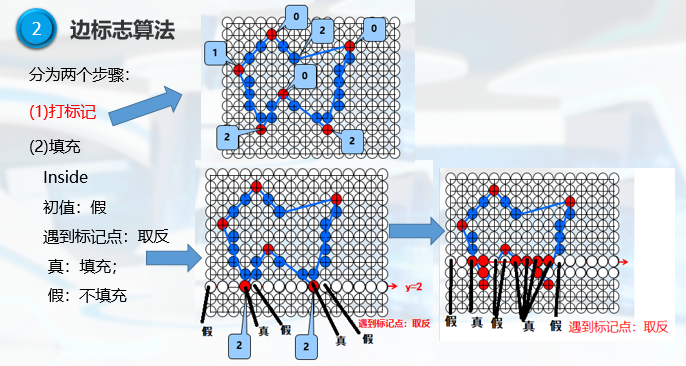 2 边标志算法
分为两个步骤：
(1)打标记
(2)填充
Inside
初值：假
遇到标记点：取反
真：填充；
假：不填充
0
2
0
1
0
2
2
y=2
遇到标记点：取反
假
真
假
真
假
2
2
假
真
假
真
假
遇到标记点：取反